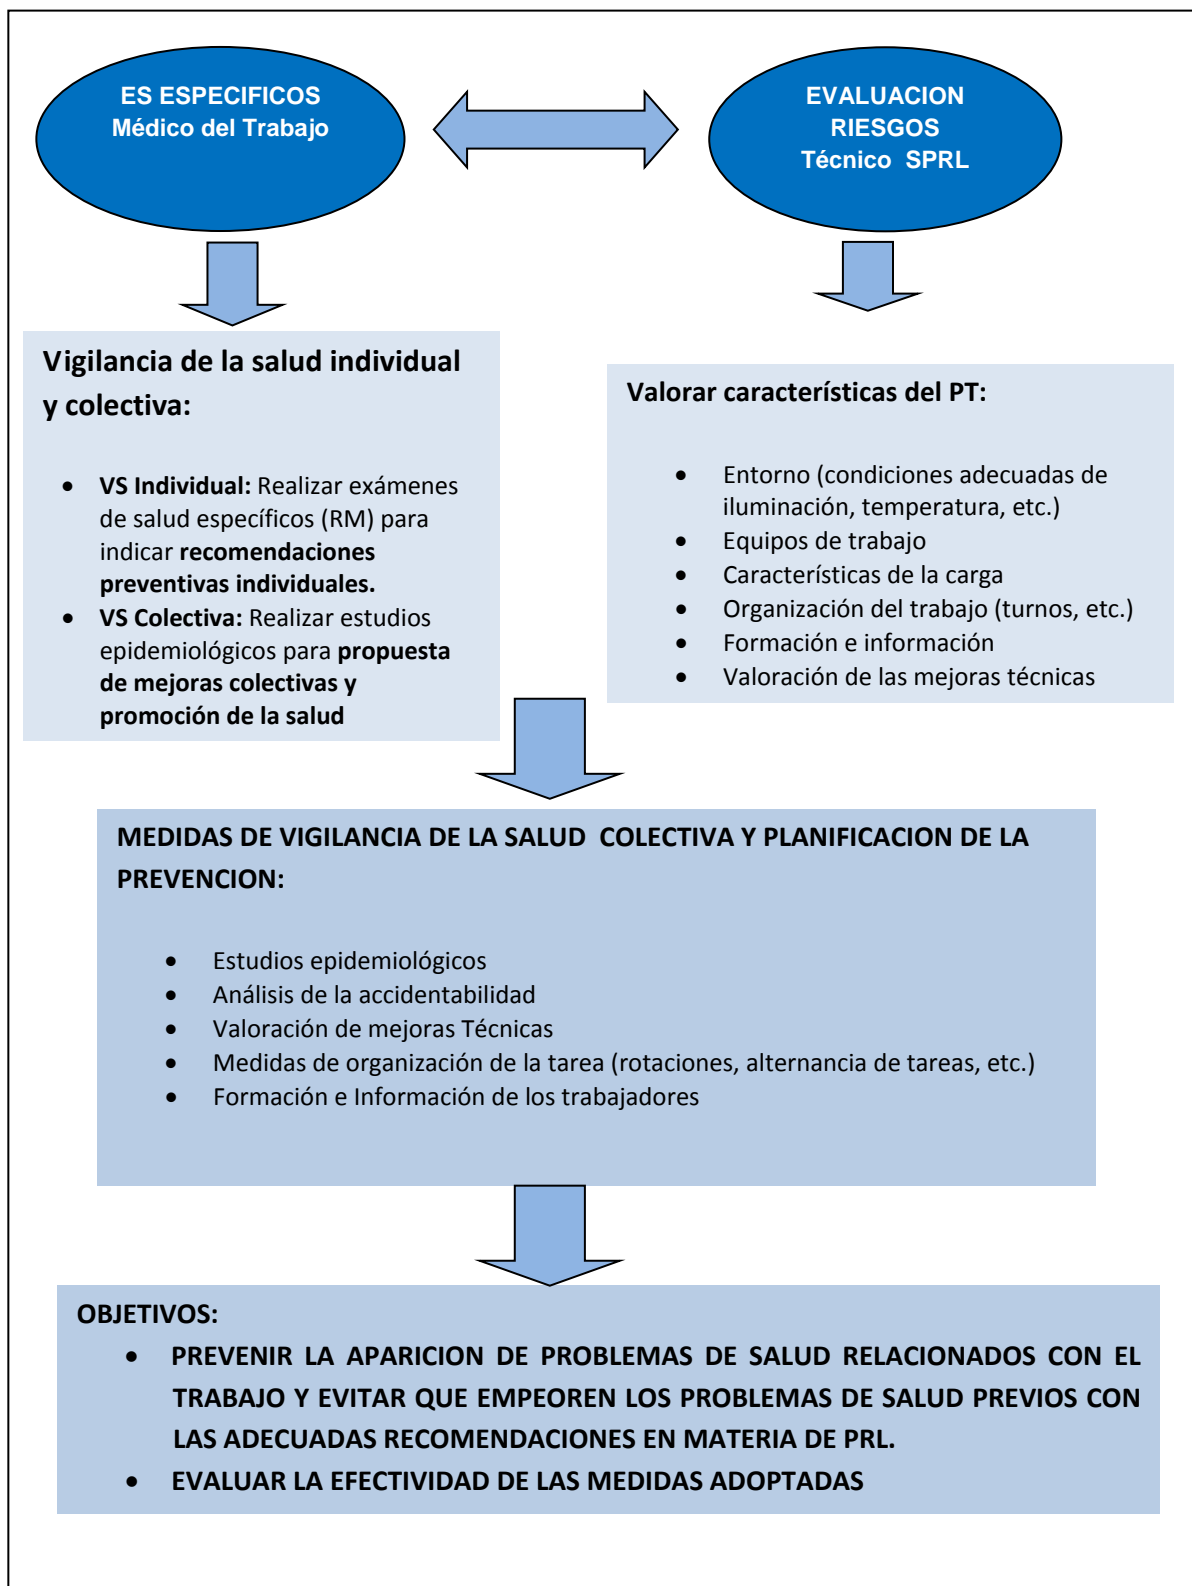 ES ESPECIFICOS
Médico del Trabajo
EVALUACION
RIESGOS
Técnico  SPRL
Vigilancia de la salud individual
y colectiva:
• VS Individual: Realizar exámenes
de salud específicos (RM) para
indicar recomendaciones
preventivas individuales.
• VS Colectiva: Realizar estudios
epidemiológicos para propuesta
de mejoras colectivas y
promoción de la salud
Valorar características del PT:
• Entorno (condiciones adecuadas de
iluminación, temperatura, etc.)
• Equipos de trabajo
• Características de la carga
• Organización del trabajo (turnos, etc.)
• Formación e información
• Valoración de las mejoras técnicas
MEDIDAS DE VIGILANCIA DE LA SALUD  COLECTIVA Y PLANIFICACION DE LA
PREVENCION:
• Estudios epidemiológicos
• Análisis de la accidentabilidad
• Valoración de mejoras Técnicas
• Medidas de organización de la tarea (rotaciones, alternancia de tareas, etc.)
• Formación e Información de los trabajadores
OBJETIVOS:
• PREVENIR LA APARICION DE PROBLEMAS DE SALUD RELACIONADOS CON EL
TRABAJO Y EVITAR QUE EMPEOREN LOS PROBLEMAS DE SALUD PREVIOS CON
LAS ADECUADAS RECOMENDACIONES EN MATERIA DE PRL.
• EVALUAR LA EFECTIVIDAD DE LAS MEDIDAS ADOPTADAS